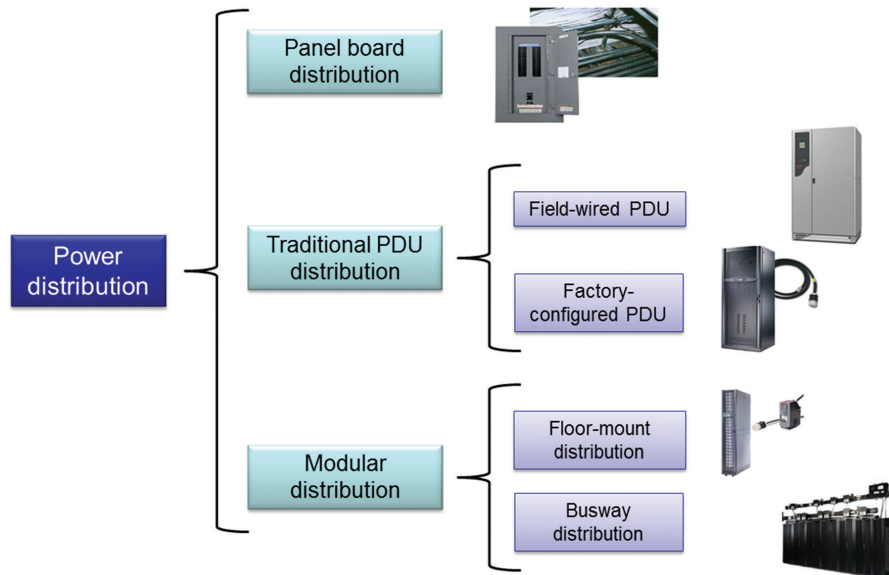 Panel board
distribution
Power
distribution
Traditional PDU
distribution
Field-wired PDU
Factory-
configured PDU
Modular
distribution
Floor-mount
distribution
Busway
distribution